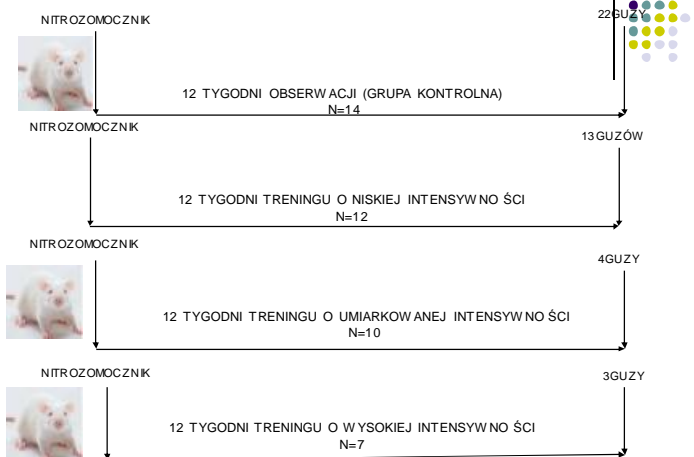 NITROZOMOCZNIK
22GUZY
12 TYGODNI OBSERWACJI (GRUPA KONTROLNA)
N=14
NITROZOMOCZNIK
13GUZÓW
12 TYGODNI TRENINGU O NISKIEJ INTENSYWNOŚCI
N=12
NITROZOMOCZNIK
4GUZY
12 TYGODNI TRENINGU O UMIARKOWANEJ INTENSYWNOŚCI
N=10
NITROZOMOCZNIK
3GUZY
12 TYGODNI TRENINGU O WYSOKIEJ INTENSYWNOŚCI
N=7